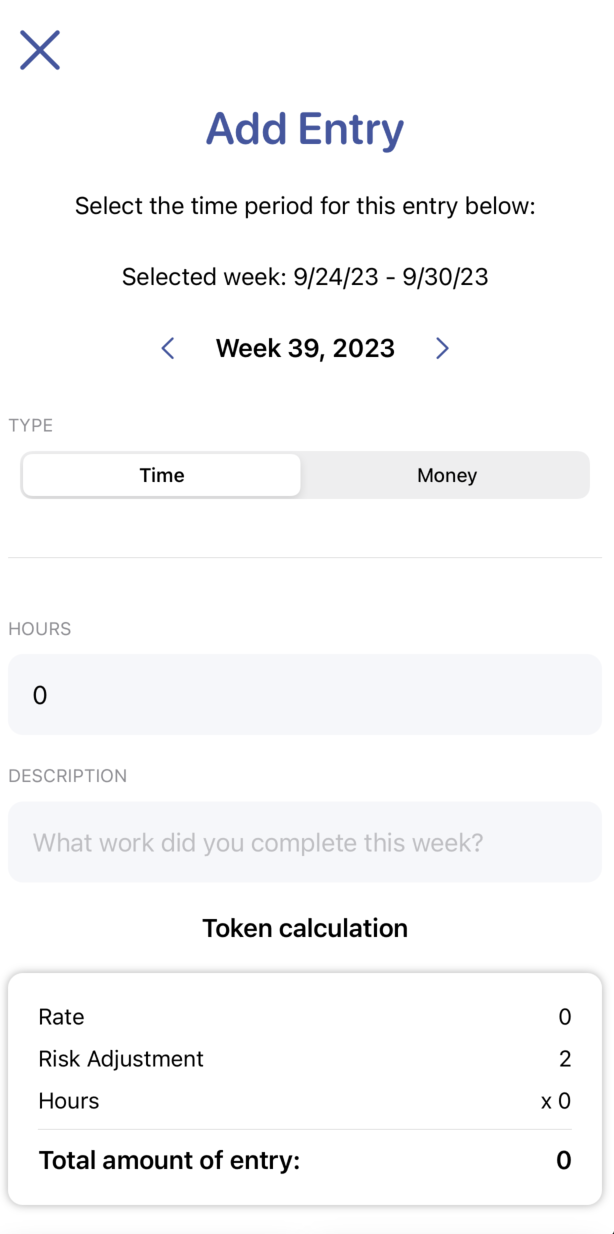 Add Entry
Select the time period for this entry below:
Selected week: 9/24/23 - 9/30/23
Week 39, 2023
TYPE
Time Money
HOURS
0
DESCRIPTION
What work did you complete this week?
Token calculation
Rate 0
Risk Adjustment 2
Hours x 0
Total amount of entry: 0